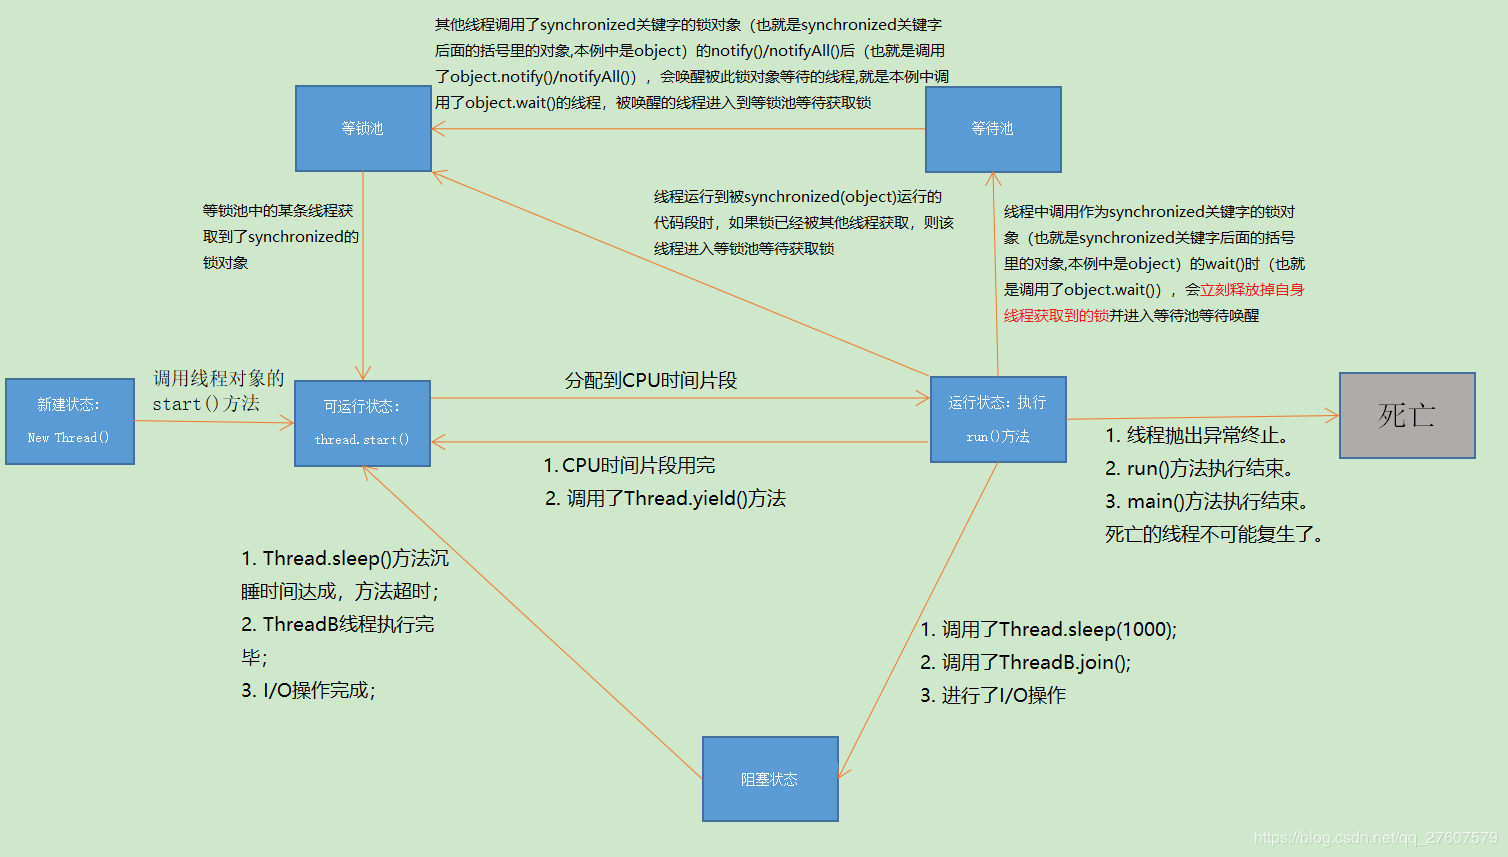 其他线程调用了synchronized关键字的锁对象（也就是synchronized关键字
后面的括号里的对象,本例中是object）的notify()/notifyAll()后（也就是调用
了object.notify()/notifyAll()），会唤醒被此锁对象等待的线程,就是本例中调
用了object.wait()的线程，被唤醒的线程进入到等锁池等待获取锁
等锁池
等待池
等锁池中的某条线程获
取到了synchronized的
锁对象
线程运行到被synchronized(object)运行的
代码段时，如果锁已经被其他线程获取，则该
线程进入等锁池等待获取锁
线程中调用作为synchronized关键字的锁对
象（也就是synchronized关键字后面的括号
里的对象,本例中是object）的wait()时（也就
是调用了object.wait()），会立刻释放掉自身
线程获取到的锁并进入等待池等待唤醒
新建状态：
New Thread()
调用线程对象的
start()方法
可运行状态：
thread.start()
分配到CPU时间片段
运行状态：执行
run()方法
死亡
1. CPU时间片段用完
2. 调用了Thread.yield()方法
1. 线程抛出异常终止。
2. run()方法执行结束。
3. main()方法执行结束。
死亡的线程不可能复生了。
1. Thread.sleep()方法沉
睡时间达成，方法超时；
2. ThreadB线程执行完
毕；
3. I/O操作完成；
1. 调用了Thread.sleep(1000);
2. 调用了ThreadB.join();
3. 进行了I/O操作
阻塞状态
https://blog.csdn.net/qq_27607579